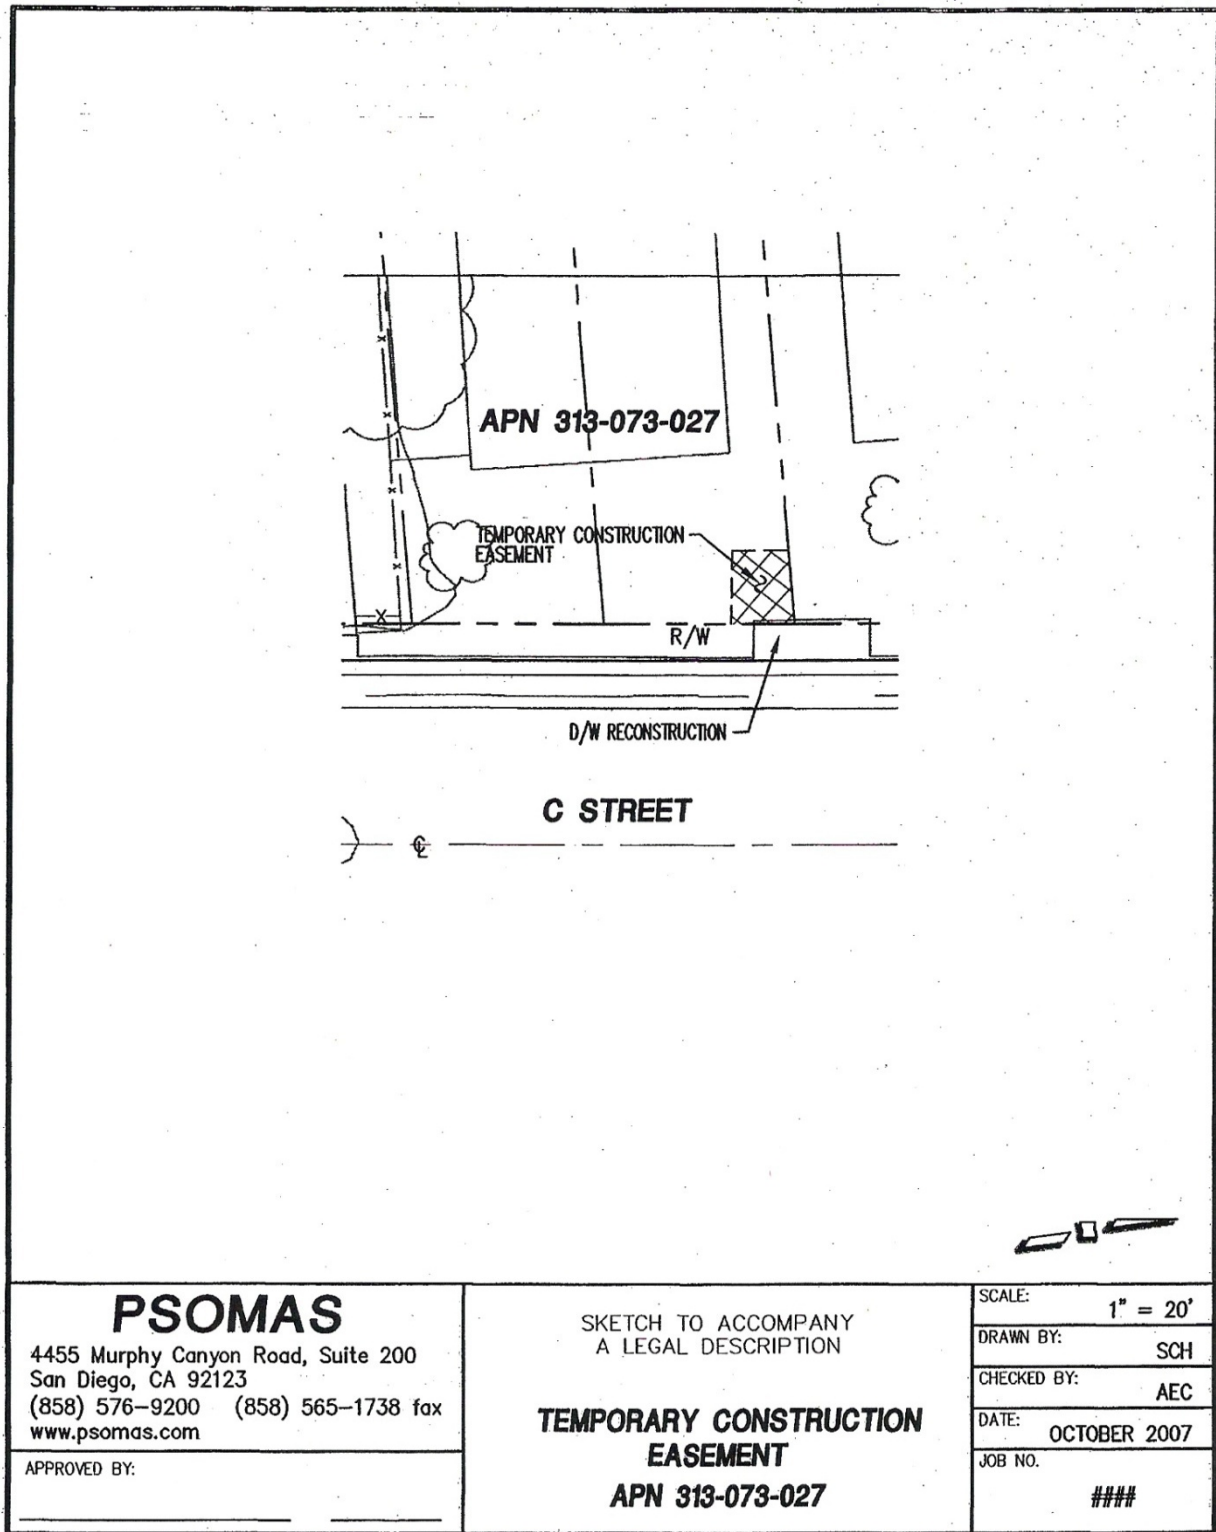 APN 313-073-027
TEMPORARY CONSTRUCTION
EASEMENT
R/W
D/W RECONSTRUCTION
C STREET
℄
PSOMAS
4455 Murphy Canyon Road, Suite 200
San Diego, CA 92123
(858) 576-9200 (858) 565-1738 fax
www.psomas.com
APPROVED BY:
SKETCH TO ACCOMPANY
A LEGAL DESCRIPTION
TEMPORARY CONSTRUCTION
EASEMENT
APN 313-073-027
SCALE: 1" = 20'
DRAWN BY: SCH
CHECKED BY: AEC
DATE: OCTOBER 2007
JOB NO.
####